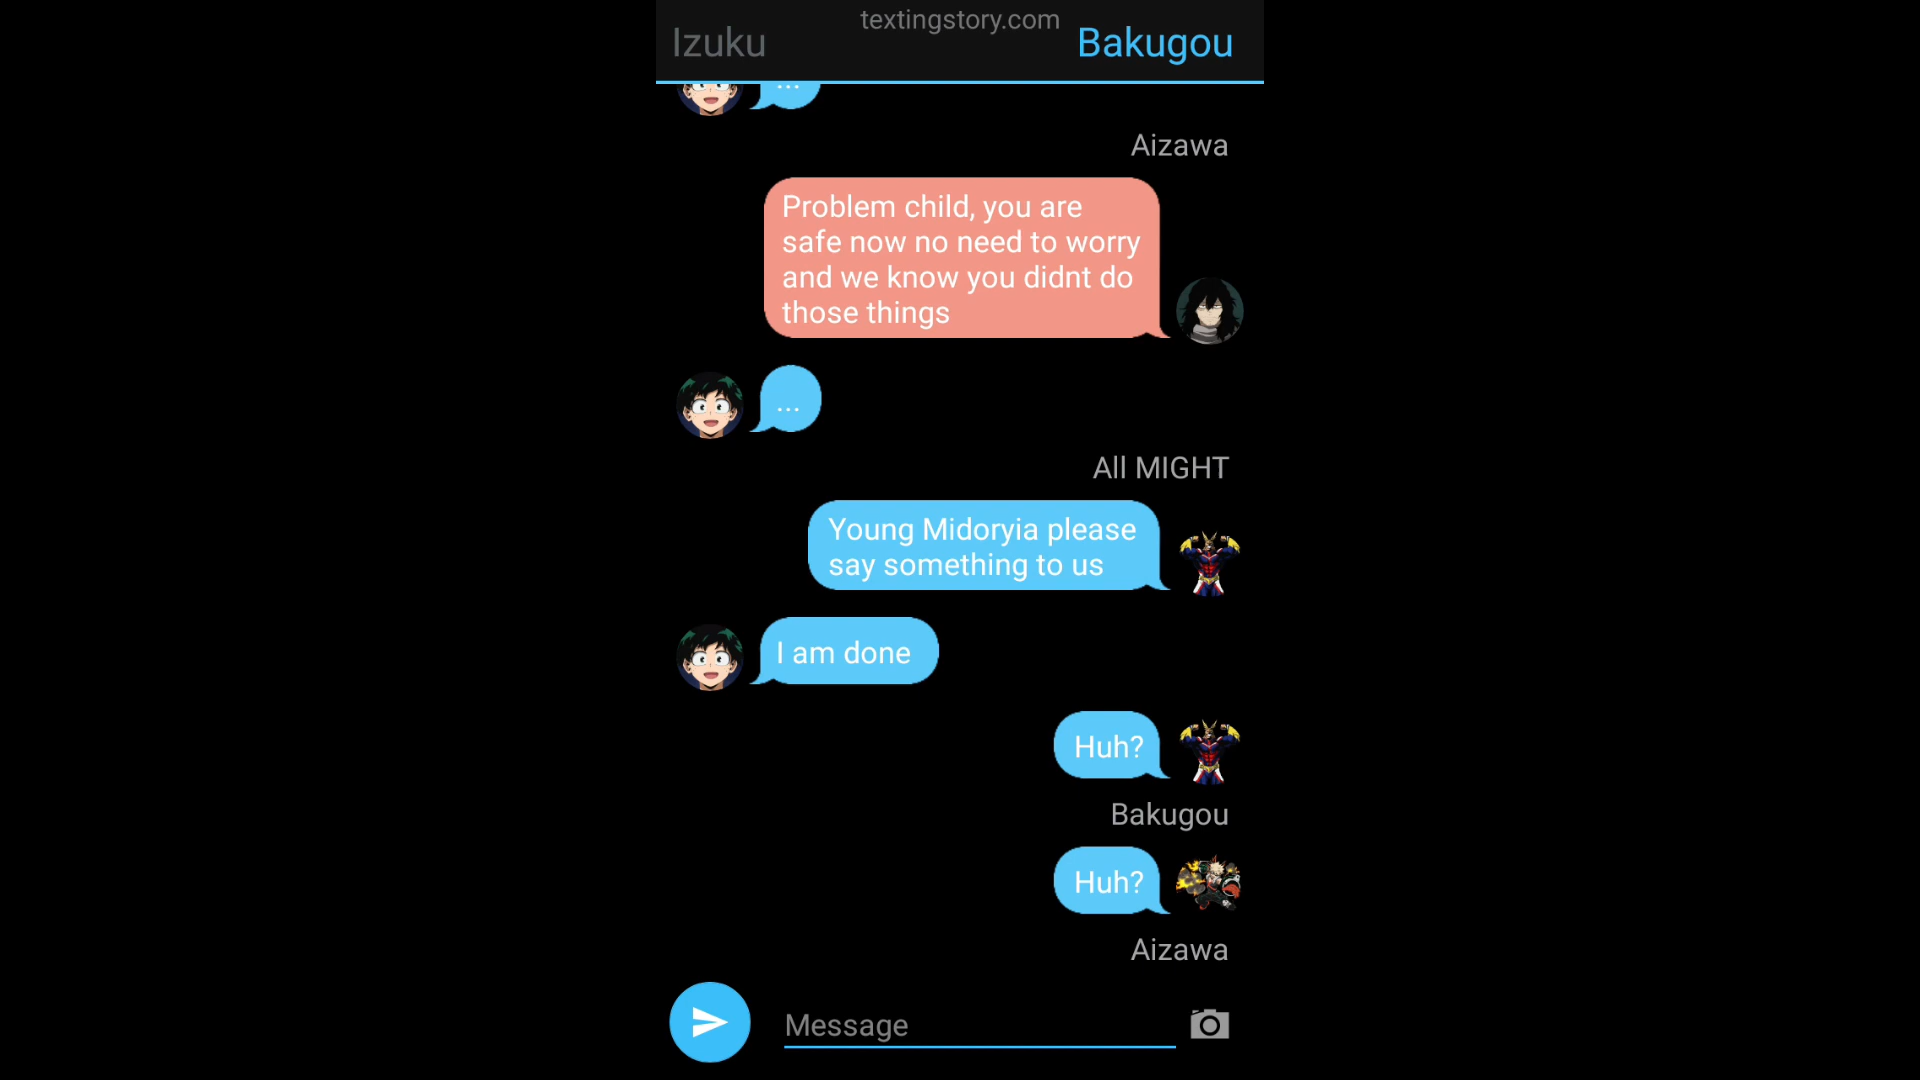 textingstory.com
Izuku
Bakugou
...
Aizawa
Problem child, you are
safe now no need to worry
and we know you didnt do
those things
...
All MIGHT
Young Midoryia please
say something to us
I am done
Huh?
Bakugou
Huh?
Aizawa
Message